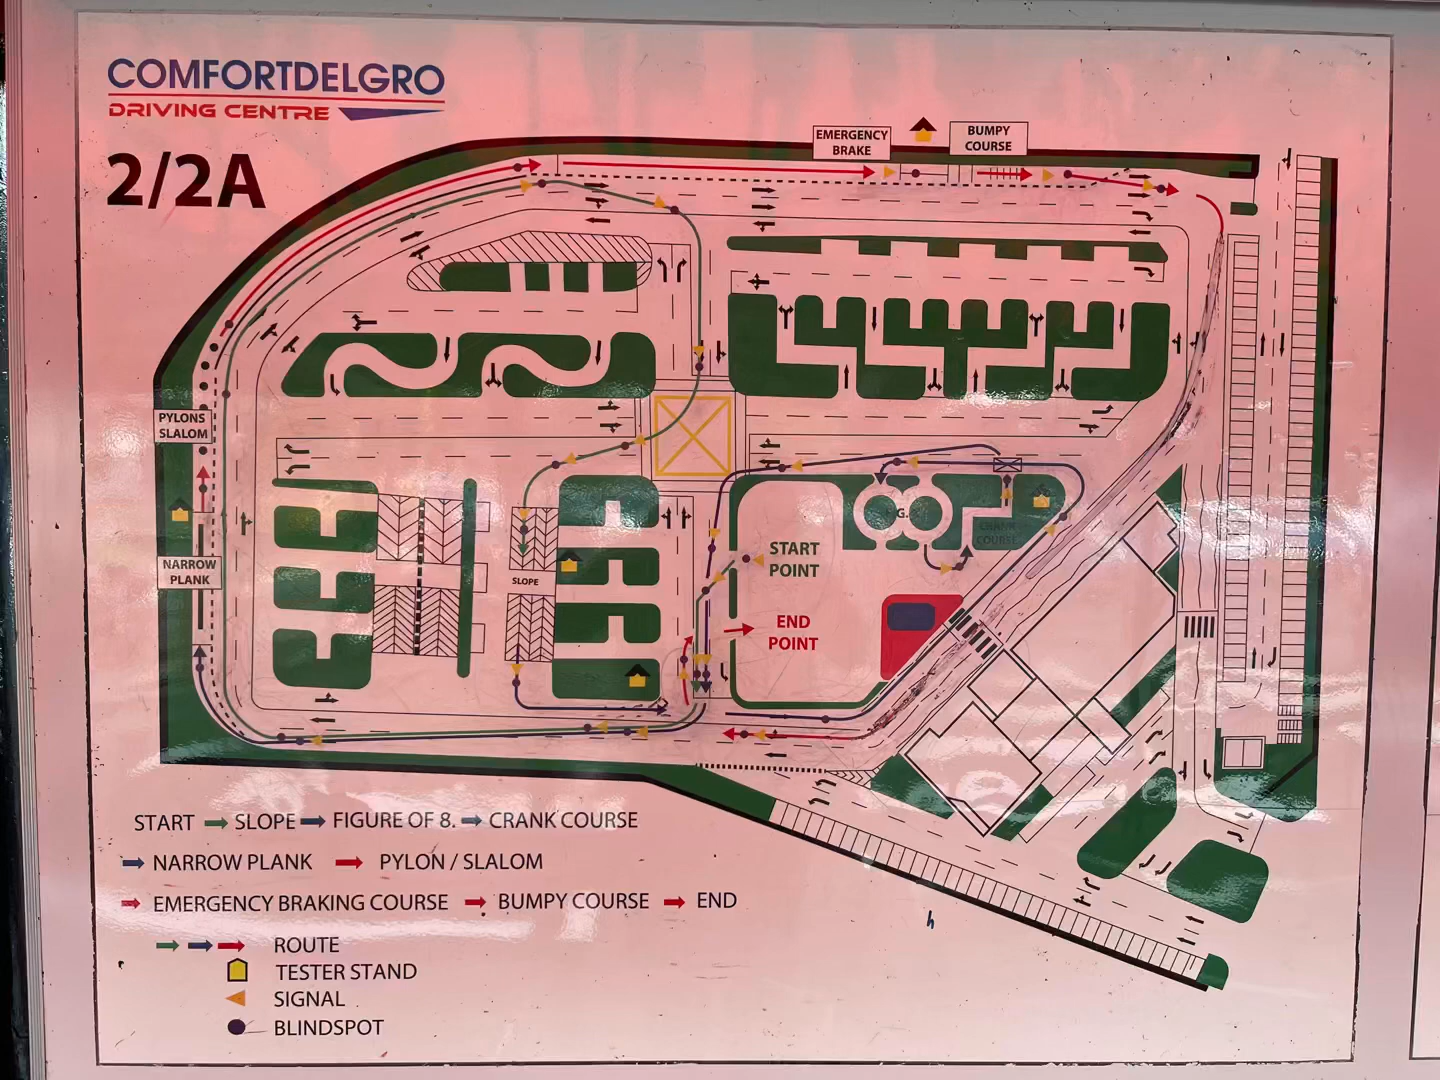 COMFORTDELGRO
DRIVING CENTRE
2/2A
EMERGENCY
BRAKE
BUMPY
COURSE
PYLONS
SLALOM
NARROW
PLANK
SLOPE
START
POINT
END
POINT
CRANK
COURSE
START SLOPE FIGURE OF 8. CRANK COURSE
NARROW PLANK PYLON / SLALOM
EMERGENCY BRAKING COURSE BUMPY COURSE END
ROUTE
TESTER STAND
SIGNAL
BLINDSPOT